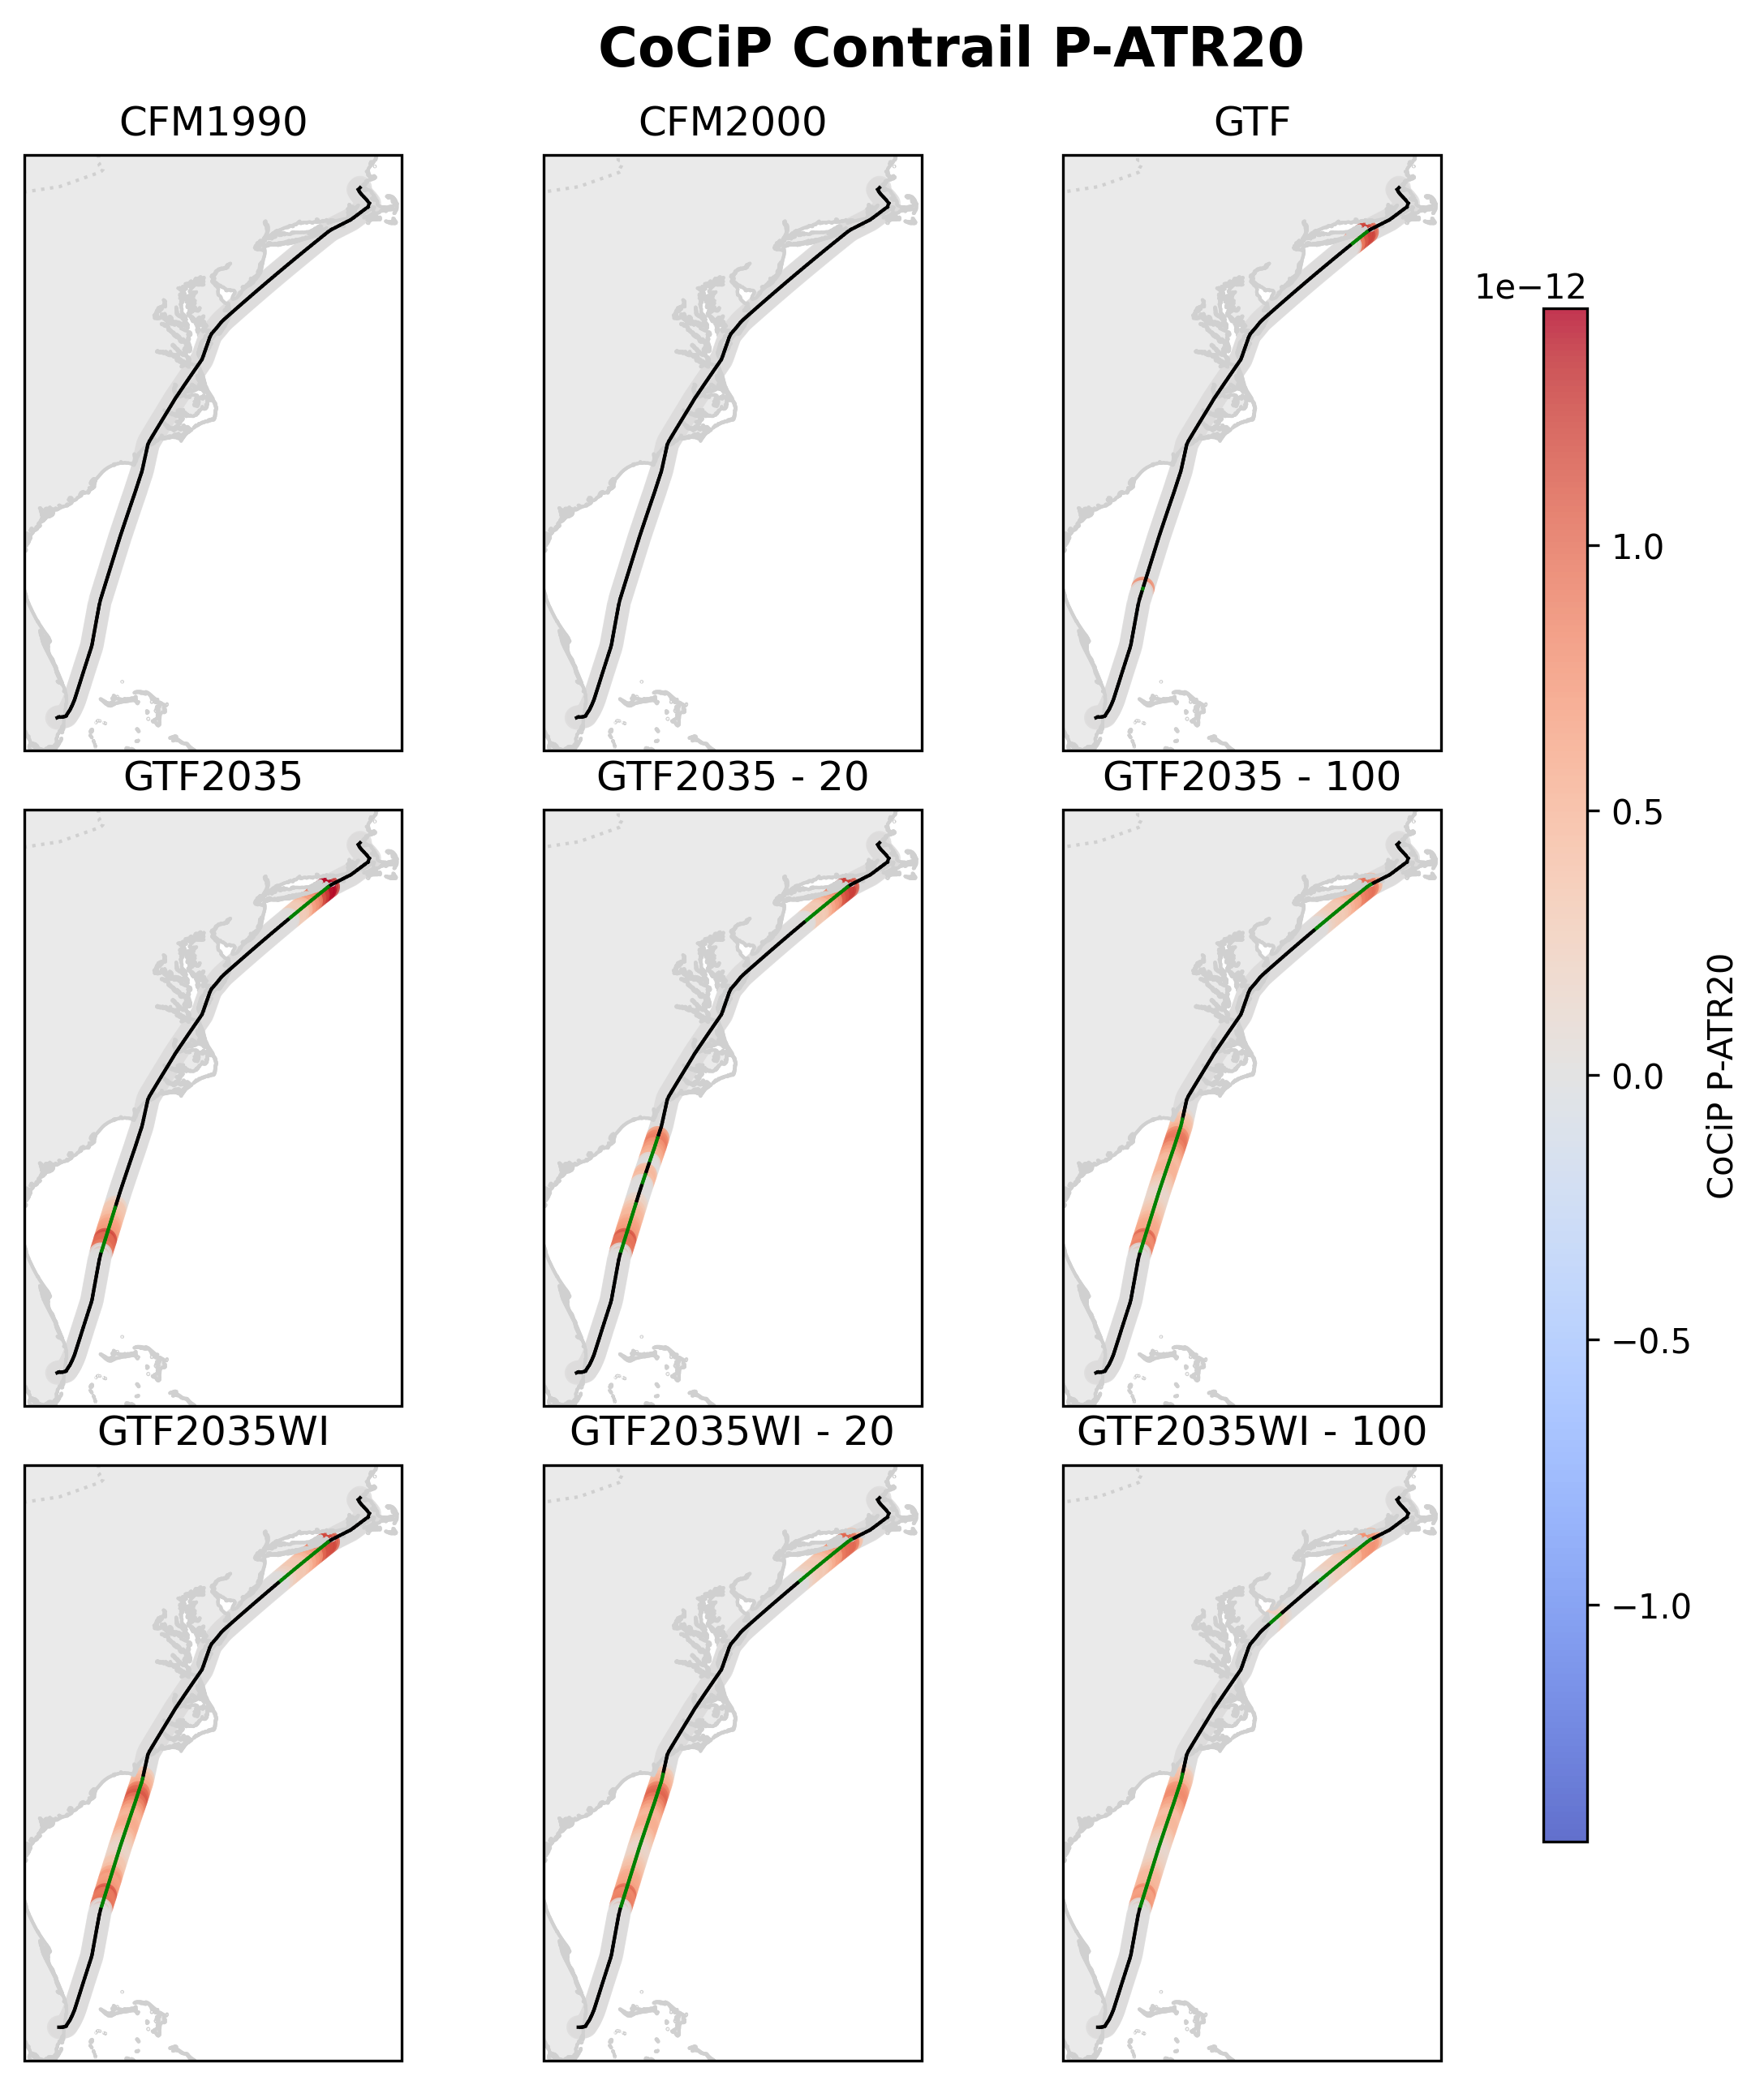 CoCiP Contrail P-ATR20
CFM1990
CFM2000
GTF
GTF2035
GTF2035 - 20
GTF2035 - 100
GTF2035WI
GTF2035WI - 20
GTF2035WI - 100
1e−12
1.0
0.5
0.0
−0.5
−1.0
CoCiP P-ATR20